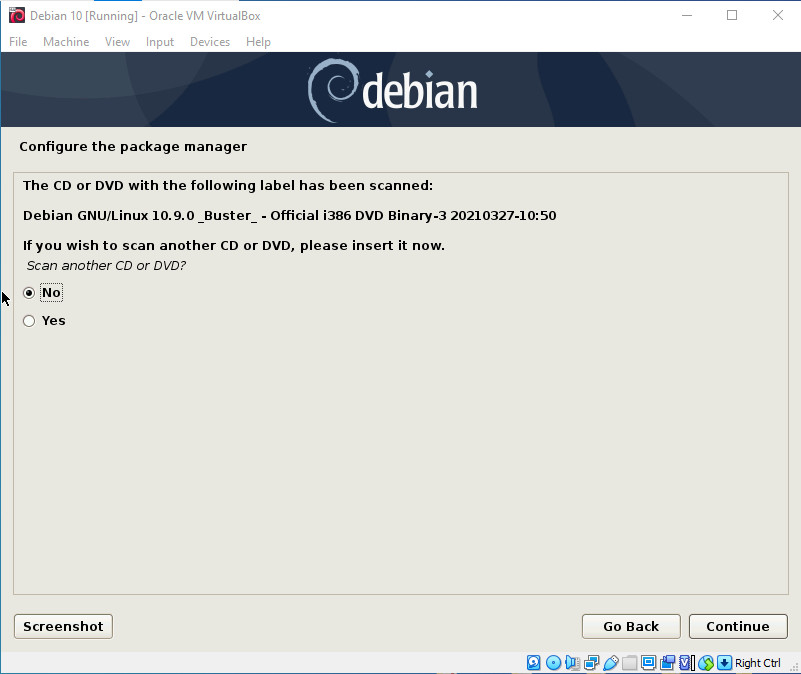 Debian 10 [Running] - Oracle VM VirtualBox
File Machine View Input Devices Help
debian
Configure the package manager
The CD or DVD with the following label has been scanned:
Debian GNU/Linux 10.9.0 _Buster_ - Official i386 DVD Binary-3 20210327-10:50
If you wish to scan another CD or DVD, please insert it now.
Scan another CD or DVD?
No
Yes
Screenshot Go Back Continue
Right Ctrl